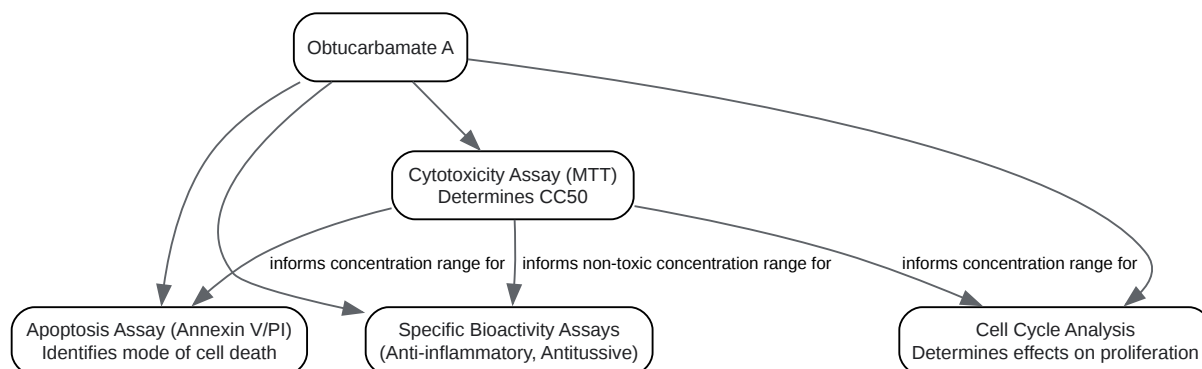 Obtucarbamate A
Cytotoxicity Assay (MTT)
Determines CC50
informs concentration range for
informs non-toxic concentration range for
informs concentration range for
Apoptosis Assay (Annexin V/PI)
Identifies mode of cell death
Specific Bioactivity Assays
(Anti-inflammatory, Antitussive)
Cell Cycle Analysis
Determines effects on proliferation